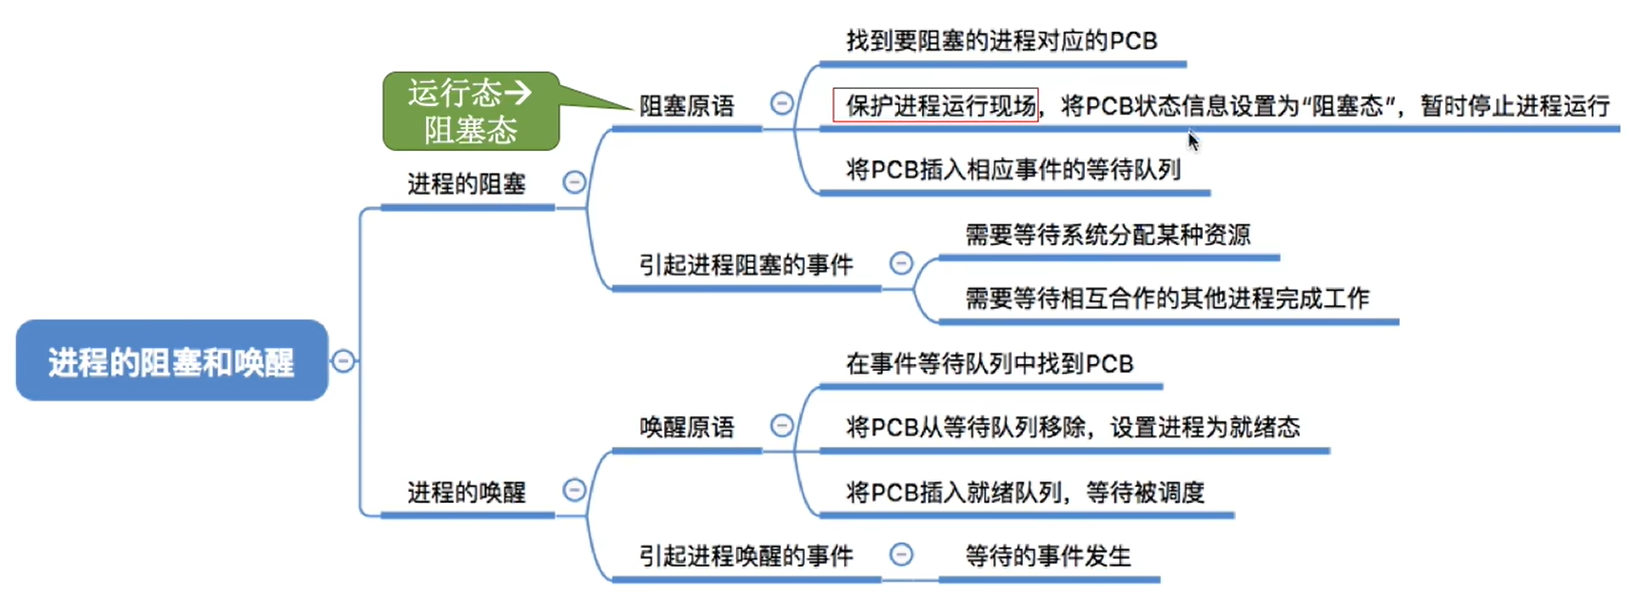 找到要阻塞的进程对应的PCB
运行态→
阻塞态
阻塞原语
保护进程运行现场，将PCB状态信息设置为“阻塞态”，暂时停止进程运行
将PCB插入相应事件的等待队列
进程的阻塞
需要等待系统分配某种资源
引起进程阻塞的事件
需要等待相互合作的其他进程完成工作
进程的阻塞和唤醒
在事件等待队列中找到PCB
唤醒原语
将PCB从等待队列移除，设置进程为就绪态
进程的唤醒
将PCB插入就绪队列，等待被调度
引起进程唤醒的事件
等待的事件发生